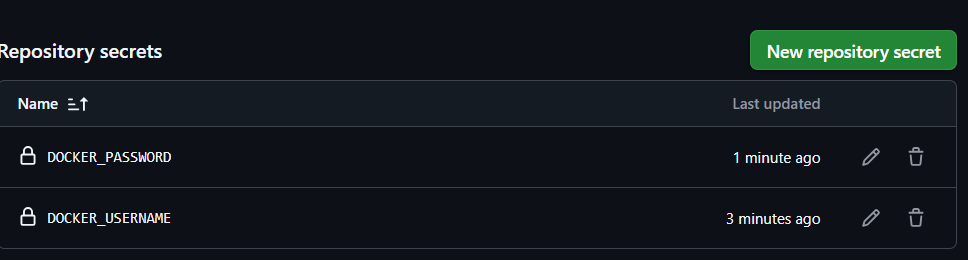 Repository secrets
New repository secret
Name
Last updated
DOCKER_PASSWORD
1 minute ago
DOCKER_USERNAME
3 minutes ago